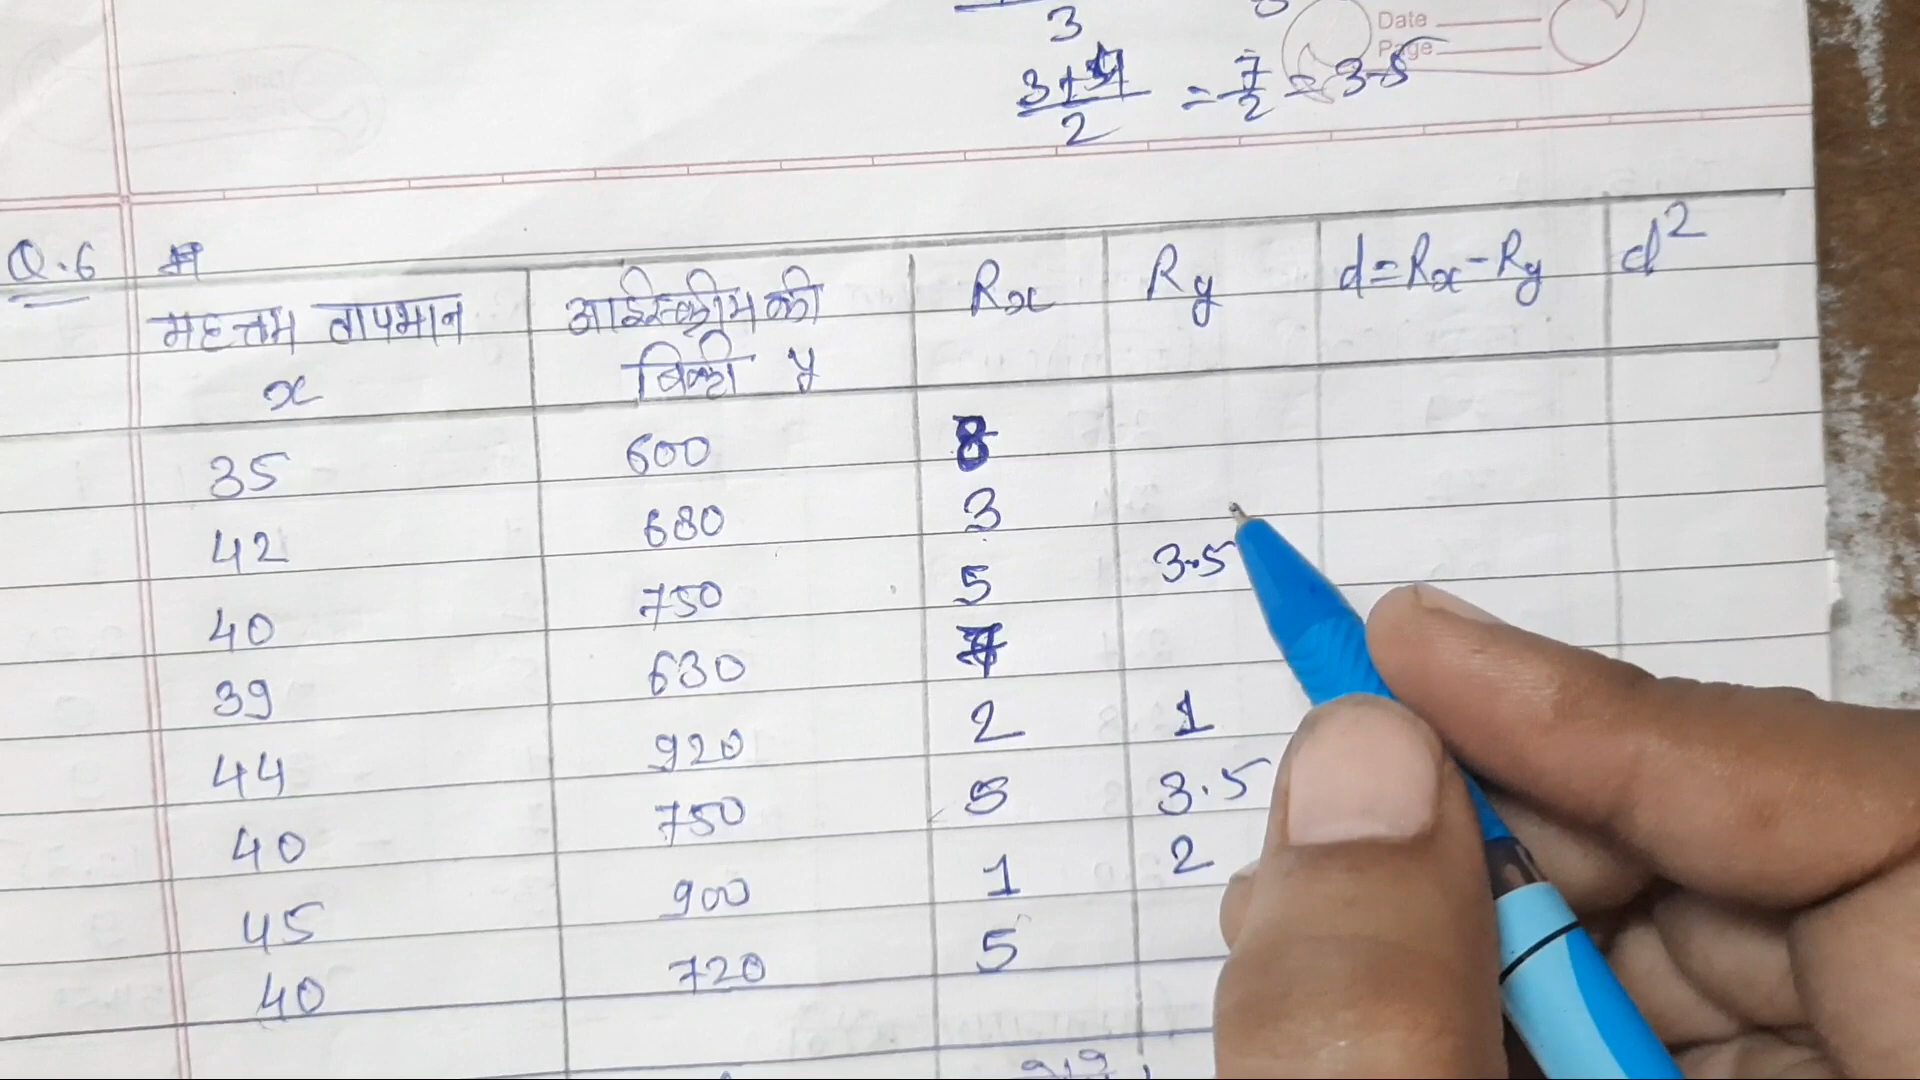 3
Date
Page
3+4 = 7 = 3.5
2 2
Q.6
महत्तम तापमान x | आईस्क्रीम की बिक्री y | Rx | Ry | d=Rx-Ry | d²
35 600 8
42 680 3
40 750 5 3.5
39 630 7
44 920 2 1
40 750 5 3.5
45 900 1 2
40 720 5